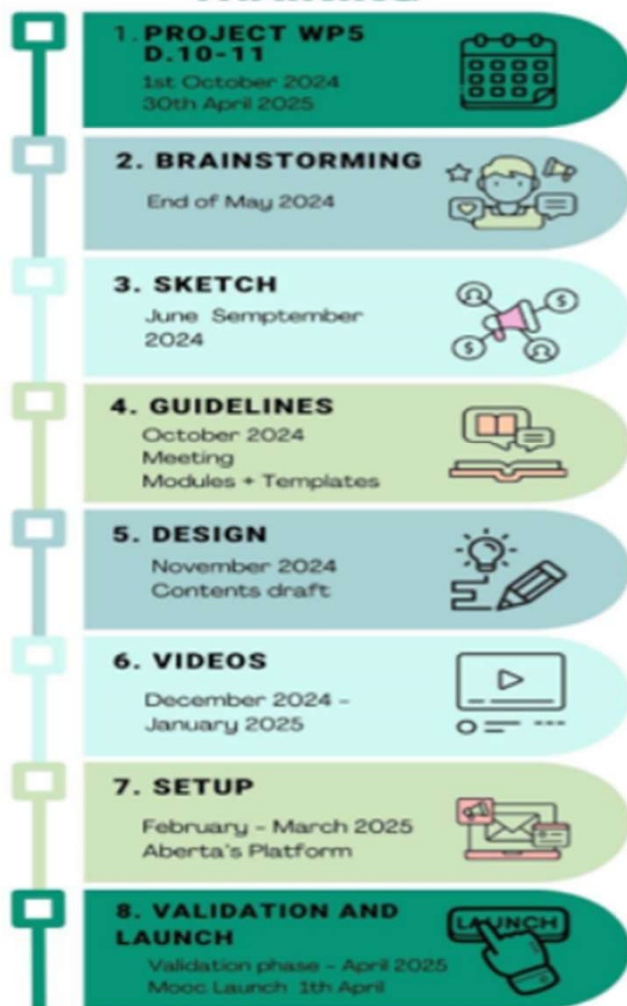 1. PROJECT WP5
D.10-11
1st October 2024
30th April 2025
2. BRAINSTORMING
End of May 2024
3. SKETCH
June Semptember
2024
4. GUIDELINES
October 2024
Meeting
Modules + Templates
5. DESIGN
November 2024
Contents draft
6. VIDEOS
December 2024 -
January 2025
7. SETUP
February - March 2025
Aberta's Platform
8. VALIDATION AND
LAUNCH
LAUNCH
Validation phase - April 2025
Mooc Launch 1th April